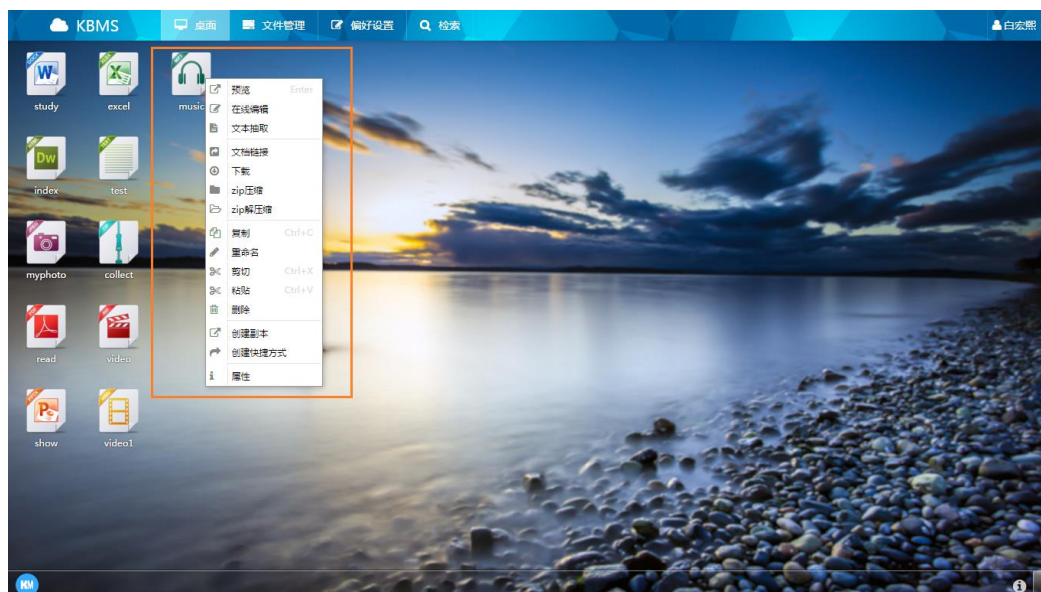 KBMS 桌面 文件管理 偏好设置 检索 白宏熙
study excel music
index test
myphoto collect
read video
show video1
预览 Enter
在线编辑
文本抽取
文档链接
下载
zip压缩
zip解压缩
复制 Ctrl+C
重命名
剪切 Ctrl+X
粘贴 Ctrl+V
删除
创建副本
创建快捷方式
属性
KM